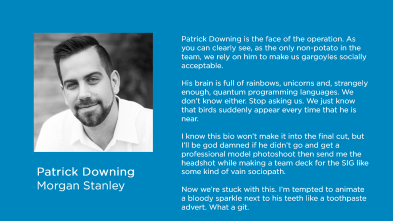 Patrick Downing is the face of the operation. As
you can clearly see, as the only non-potato in the
team, we rely on him to make us gargoyles socially
acceptable.
His brain is full of rainbows, unicorns and, strangely
enough, quantum programming languages. We
don't know either. Stop asking us. We just know
that birds suddenly appear every time that he is
near.
I know this bio won't make it into the final cut, but
I'll be god damned if he didn't go and get a
professional model photoshoot then send me the
headshot while making a team deck for the SIG like
some kind of vain sociopath.
Now we're stuck with this. I'm tempted to animate
a bloody sparkle next to his teeth like a toothpaste
advert. What a git.
Patrick Downing
Morgan Stanley